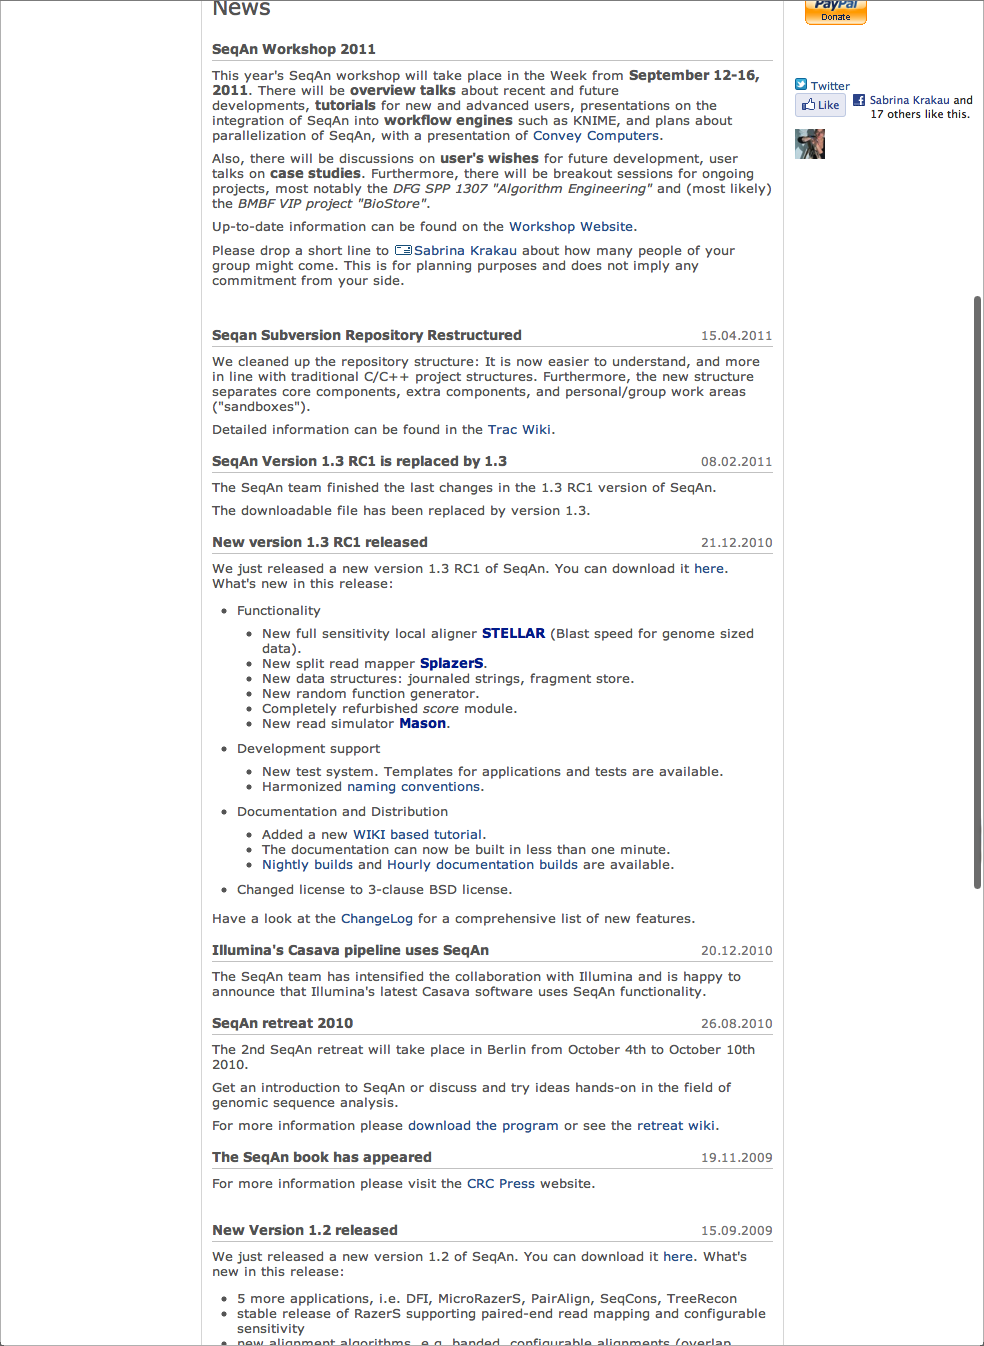 News
SeqAn Workshop 2011
This year's SeqAn workshop will take place in the Week from September 12-16,
2011. There will be overview talks about recent and future
developments, tutorials for new and advanced users, presentations on the
integration of SeqAn into workflow engines such as KNIME, and plans about
parallelization of SeqAn, with a presentation of Convey Computers.
Also, there will be discussions on user's wishes for future development, user
talks on case studies. Furthermore, there will be breakout sessions for ongoing
projects, most notably the DFG SPP 1307 "Algorithm Engineering" and (most likely)
the BMBF VIP project "BioStore".
Up-to-date information can be found on the Workshop Website.
Please drop a short line to Sabrina Krakau about how many people of your
group might come. This is for planning purposes and does not imply any
commitment from your side.
Seqan Subversion Repository Restructured 15.04.2011
We cleaned up the repository structure: It is now easier to understand, and more
in line with traditional C/C++ project structures. Furthermore, the new structure
separates core components, extra components, and personal/group work areas
("sandboxes").
Detailed information can be found in the Trac Wiki.
SeqAn Version 1.3 RC1 is replaced by 1.3 08.02.2011
The SeqAn team finished the last changes in the 1.3 RC1 version of SeqAn.
The downloadable file has been replaced by version 1.3.
New version 1.3 RC1 released 21.12.2010
We just released a new version 1.3 RC1 of SeqAn. You can download it here.
What's new in this release:
• Functionality
• New full sensitivity local aligner STELLAR (Blast speed for genome sized
data).
• New split read mapper SplazerS.
• New data structures: journaled strings, fragment store.
• New random function generator.
• Completely refurbished score module.
• New read simulator Mason.
• Development support
• New test system. Templates for applications and tests are available.
• Harmonized naming conventions.
• Documentation and Distribution
• Added a new WIKI based tutorial.
• The documentation can now be built in less than one minute.
• Nightly builds and Hourly documentation builds are available.
• Changed license to 3-clause BSD license.
Have a look at the ChangeLog for a comprehensive list of new features.
Illumina's Casava pipeline uses SeqAn 20.12.2010
The SeqAn team has intensified the collaboration with Illumina and is happy to
announce that Illumina's latest Casava software uses SeqAn functionality.
SeqAn retreat 2010 26.08.2010
The 2nd SeqAn retreat will take place in Berlin from October 4th to October 10th
2010.
Get an introduction to SeqAn or discuss and try ideas hands-on in the field of
genomic sequence analysis.
For more information please download the program or see the retreat wiki.
The SeqAn book has appeared 19.11.2009
For more information please visit the CRC Press website.
New Version 1.2 released 15.09.2009
We just released a new version 1.2 of SeqAn. You can download it here. What's
new in this release:
• 5 more applications, i.e. DFI, MicroRazerS, PairAlign, SeqCons, TreeRecon
• stable release of RazerS supporting paired-end read mapping and configurable
sensitivity
• new alignment algorithms, e.g. banded, configurable alignments (overlap
PayPal
Donate
Twitter
Like
Sabrina Krakau and
17 others like this.